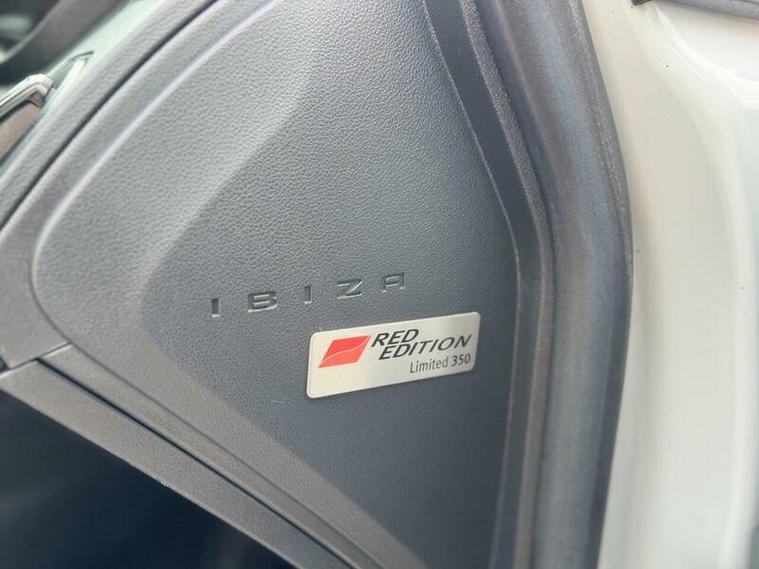 IBIZA
RED
EDITION
Limited 350